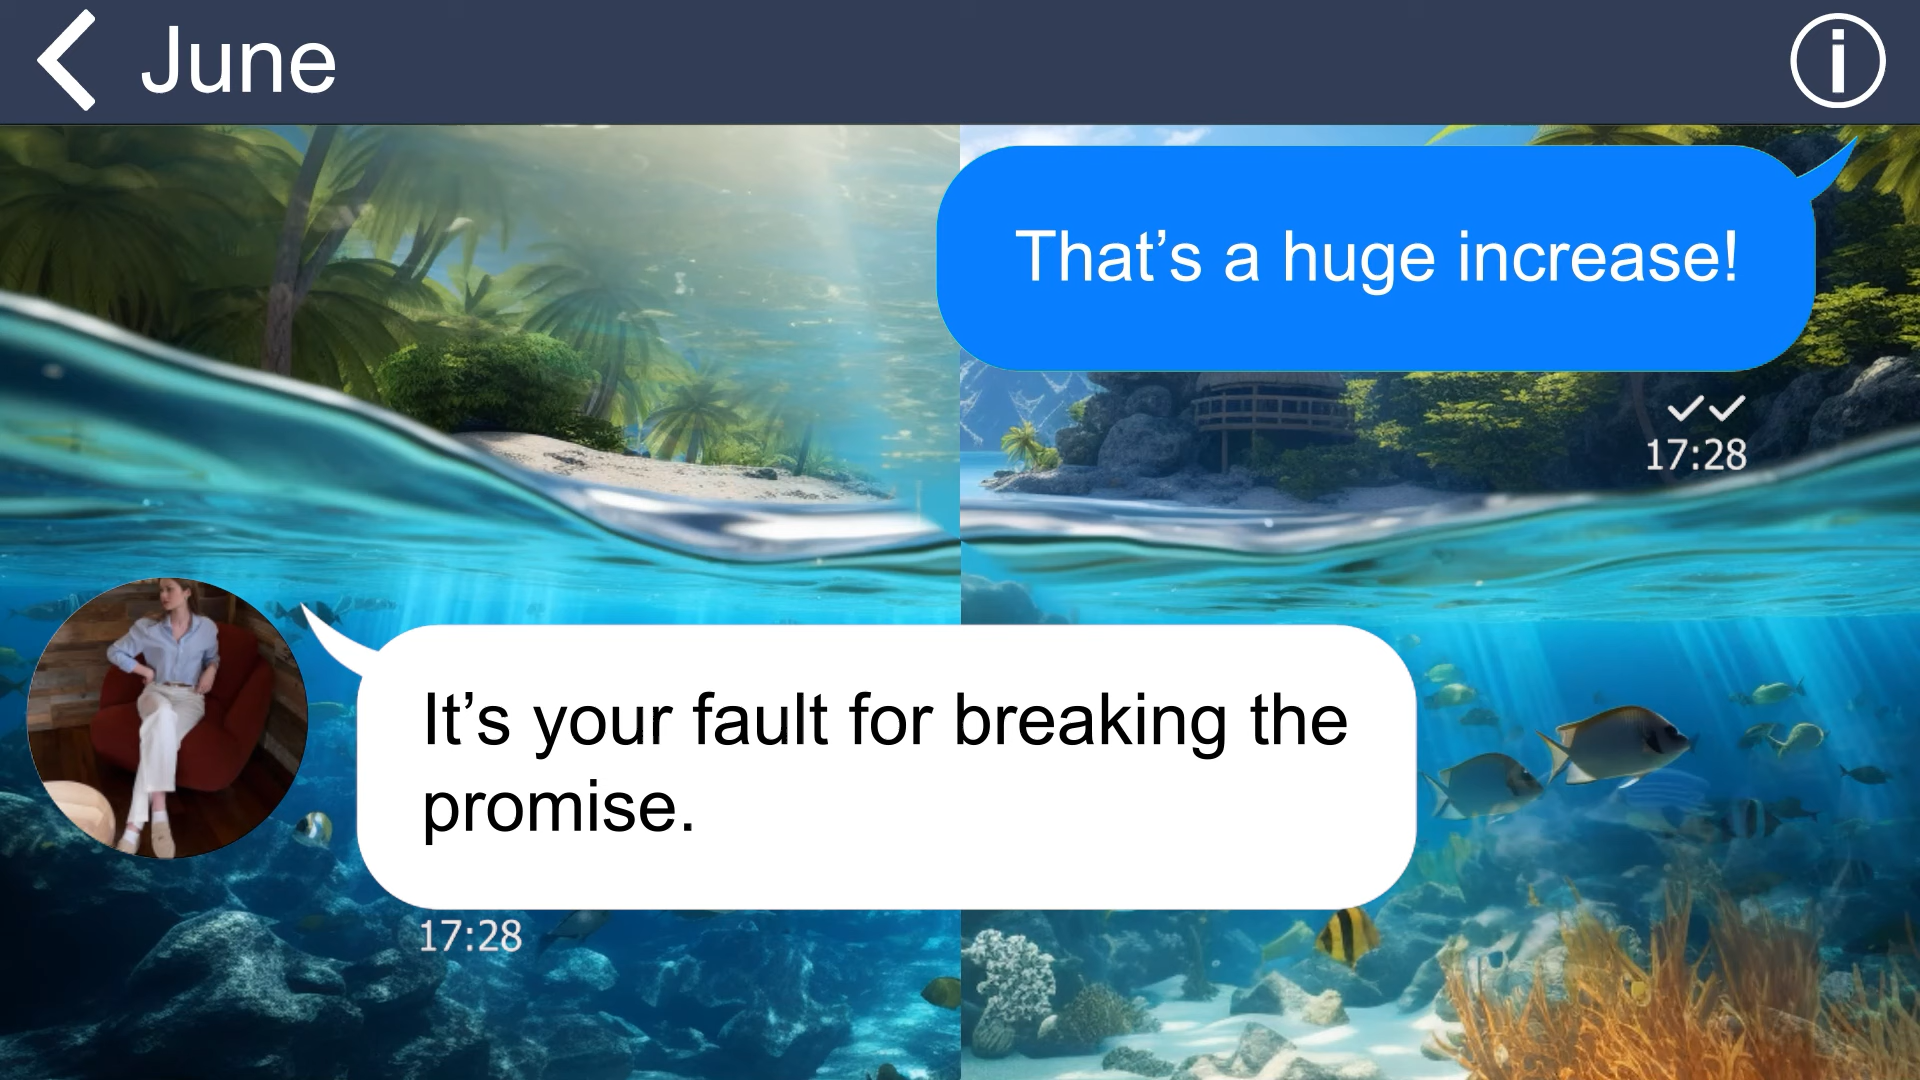 June
That’s a huge increase!
17:28
It’s your fault for breaking the
promise.
17:28